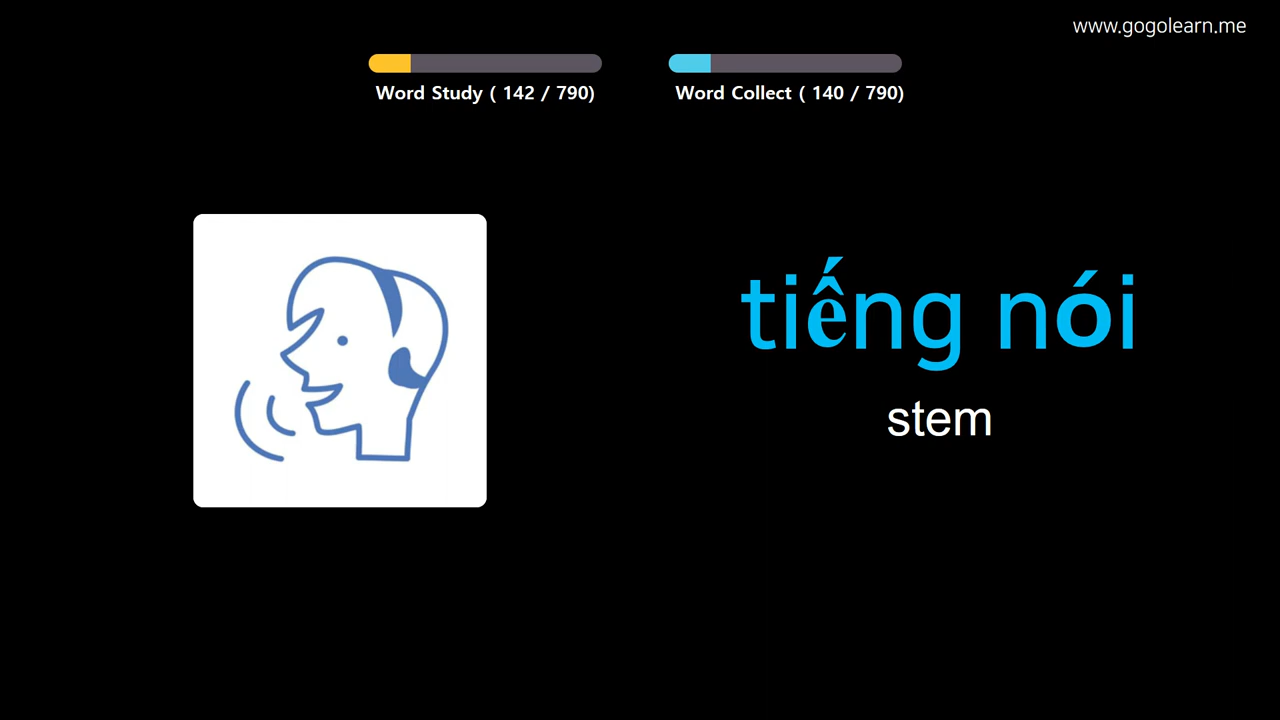 www.gogolearn.me
Word Study ( 142 / 790)
Word Collect ( 140 / 790)
tiếng nói
stem